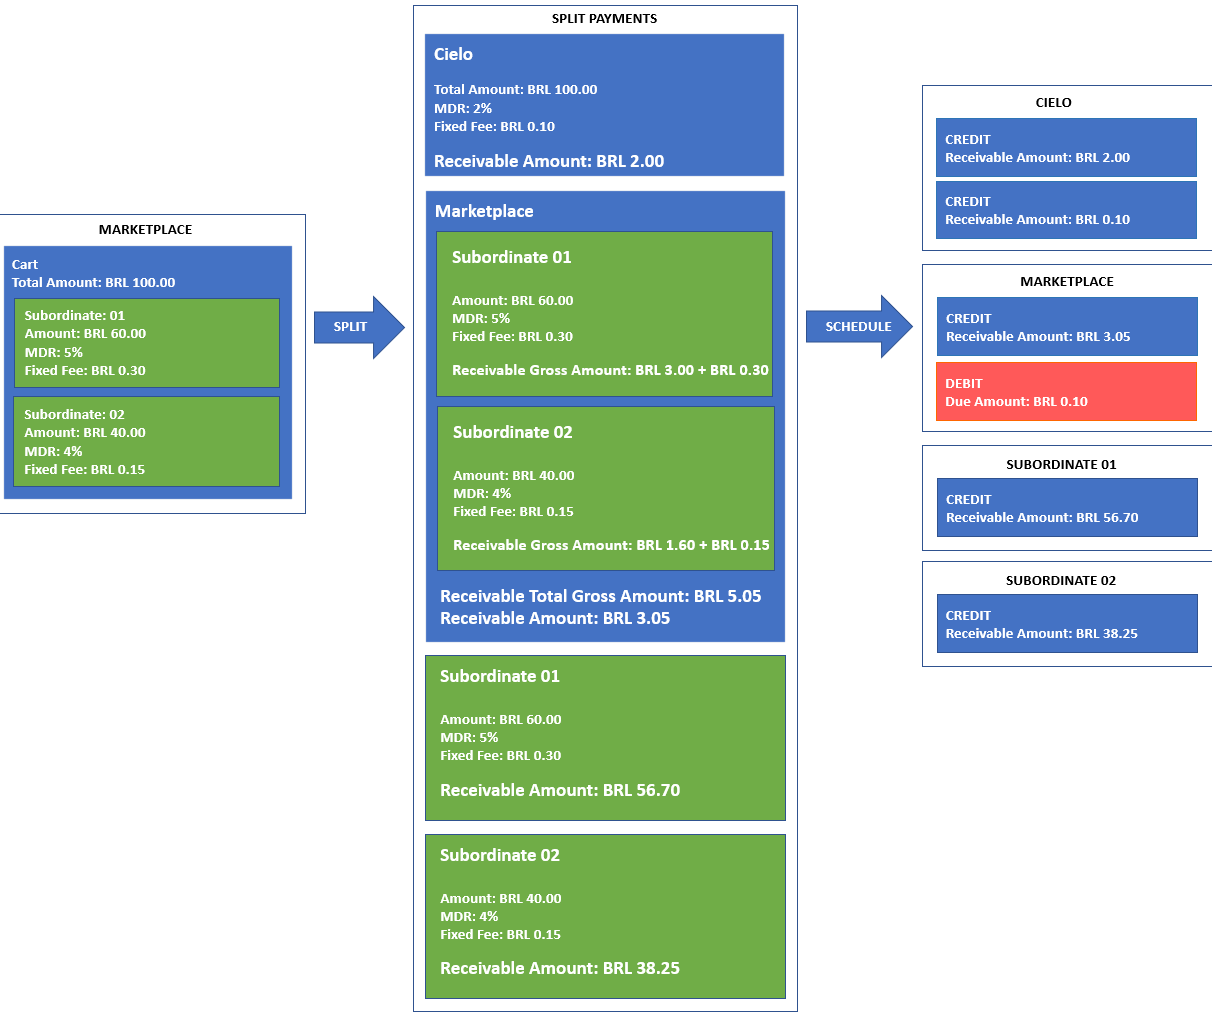 MARKETPLACE
Cart
Total Amount: BRL 100.00
Subordinate: 01
Amount: BRL 60.00
MDR: 5%
Fixed Fee: BRL 0.30
Subordinate: 02
Amount: BRL 40.00
MDR: 4%
Fixed Fee: BRL 0.15
SPLIT
SPLIT PAYMENTS
Cielo
Total Amount: BRL 100.00
MDR: 2%
Fixed Fee: BRL 0.10
Receivable Amount: BRL 2.00
Marketplace
Subordinate 01
Amount: BRL 60.00
MDR: 5%
Fixed Fee: BRL 0.30
Receivable Gross Amount: BRL 3.00 + BRL 0.30
Subordinate 02
Amount: BRL 40.00
MDR: 4%
Fixed Fee: BRL 0.15
Receivable Gross Amount: BRL 1.60 + BRL 0.15
Receivable Total Gross Amount: BRL 5.05
Receivable Amount: BRL 3.05
Subordinate 01
Amount: BRL 60.00
MDR: 5%
Fixed Fee: BRL 0.30
Receivable Amount: BRL 56.70
Subordinate 02
Amount: BRL 40.00
MDR: 4%
Fixed Fee: BRL 0.15
Receivable Amount: BRL 38.25
SCHEDULE
CIELO
CREDIT
Receivable Amount: BRL 2.00
CREDIT
Receivable Amount: BRL 0.10
MARKETPLACE
CREDIT
Receivable Amount: BRL 3.05
DEBIT
Due Amount: BRL 0.10
SUBORDINATE 01
CREDIT
Receivable Amount: BRL 56.70
SUBORDINATE 02
CREDIT
Receivable Amount: BRL 38.25